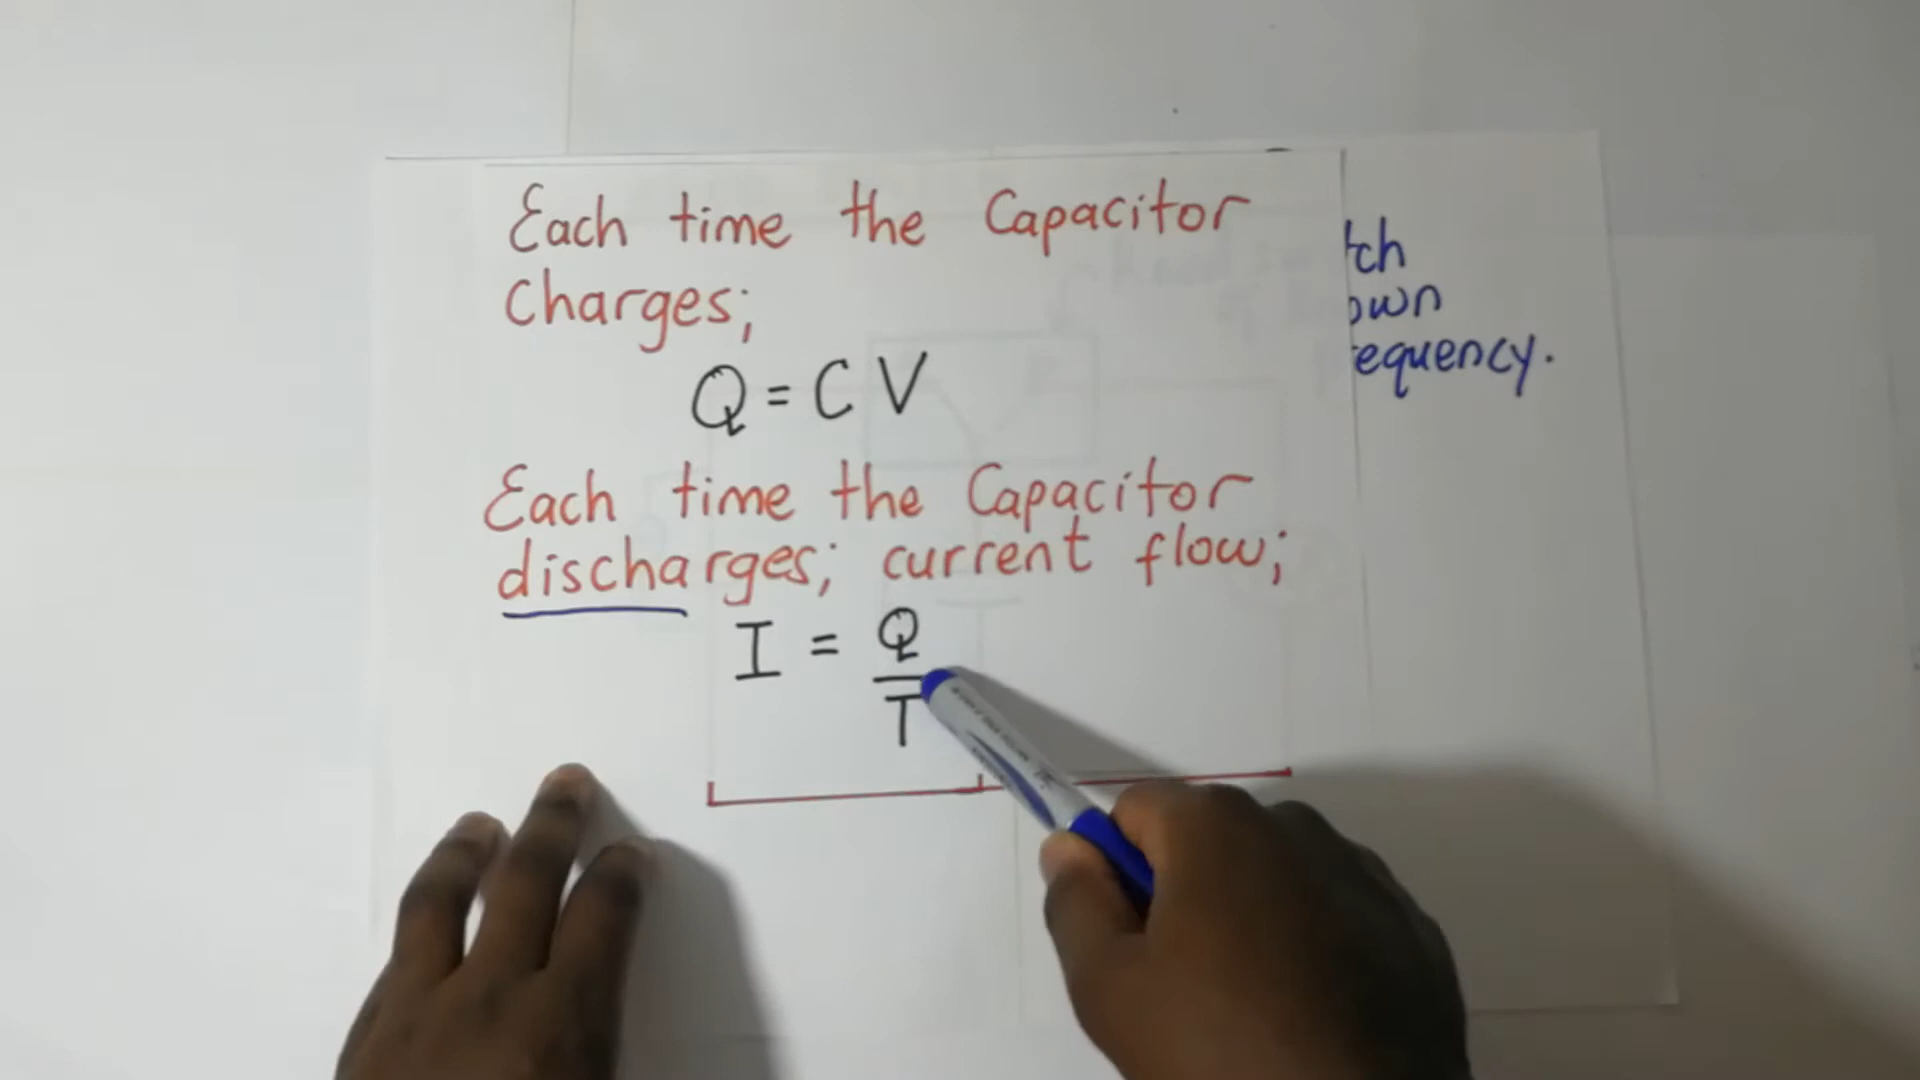 Each time the Capacitor
Charges;
Q = C V
Each time the Capacitor
discharges; current flow;
I = Q
T
tch
own
equency.